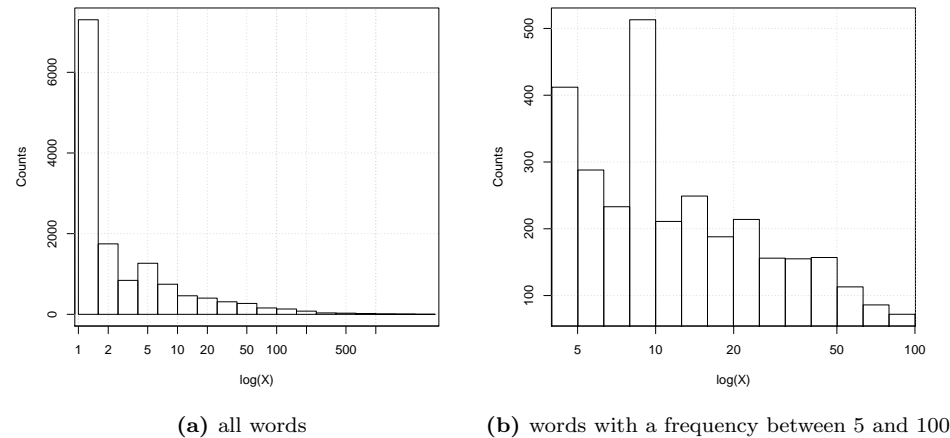 6000
4000
2000
0
Counts
1 2 5 10 20 50 100 500
log(X)
(a) all words
500
400
300
200
100
Counts
5 10 20 50 100
log(X)
(b) words with a frequency between 5 and 100